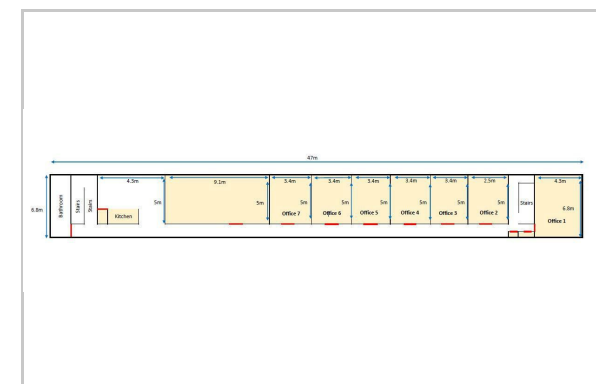 47m
4.5m
9.1m
3.4m
3.4m
3.4m
3.4m
3.4m
2.5m
4.3m
6.8m
Bathroom
Stairs
Stairs
Kitchen
5m
5m
5m
Office 7
5m
Office 6
5m
Office 5
5m
Office 4
5m
Office 3
5m
Office 2
Stairs
6.8m
Office 1